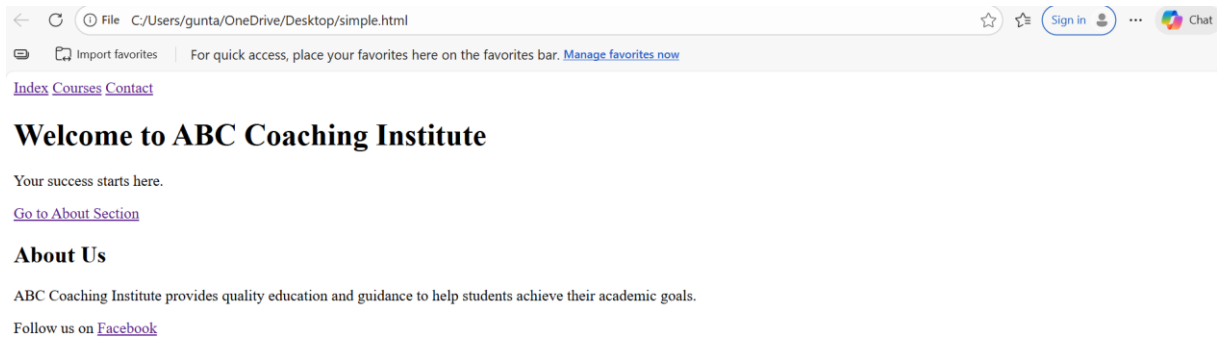 File C:/Users/gunta/OneDrive/Desktop/simple.html Sign in Chat
Import favorites For quick access, place your favorites here on the favorites bar. Manage favorites now
Index Courses Contact
Welcome to ABC Coaching Institute
Your success starts here.
Go to About Section
About Us
ABC Coaching Institute provides quality education and guidance to help students achieve their academic goals.
Follow us on Facebook